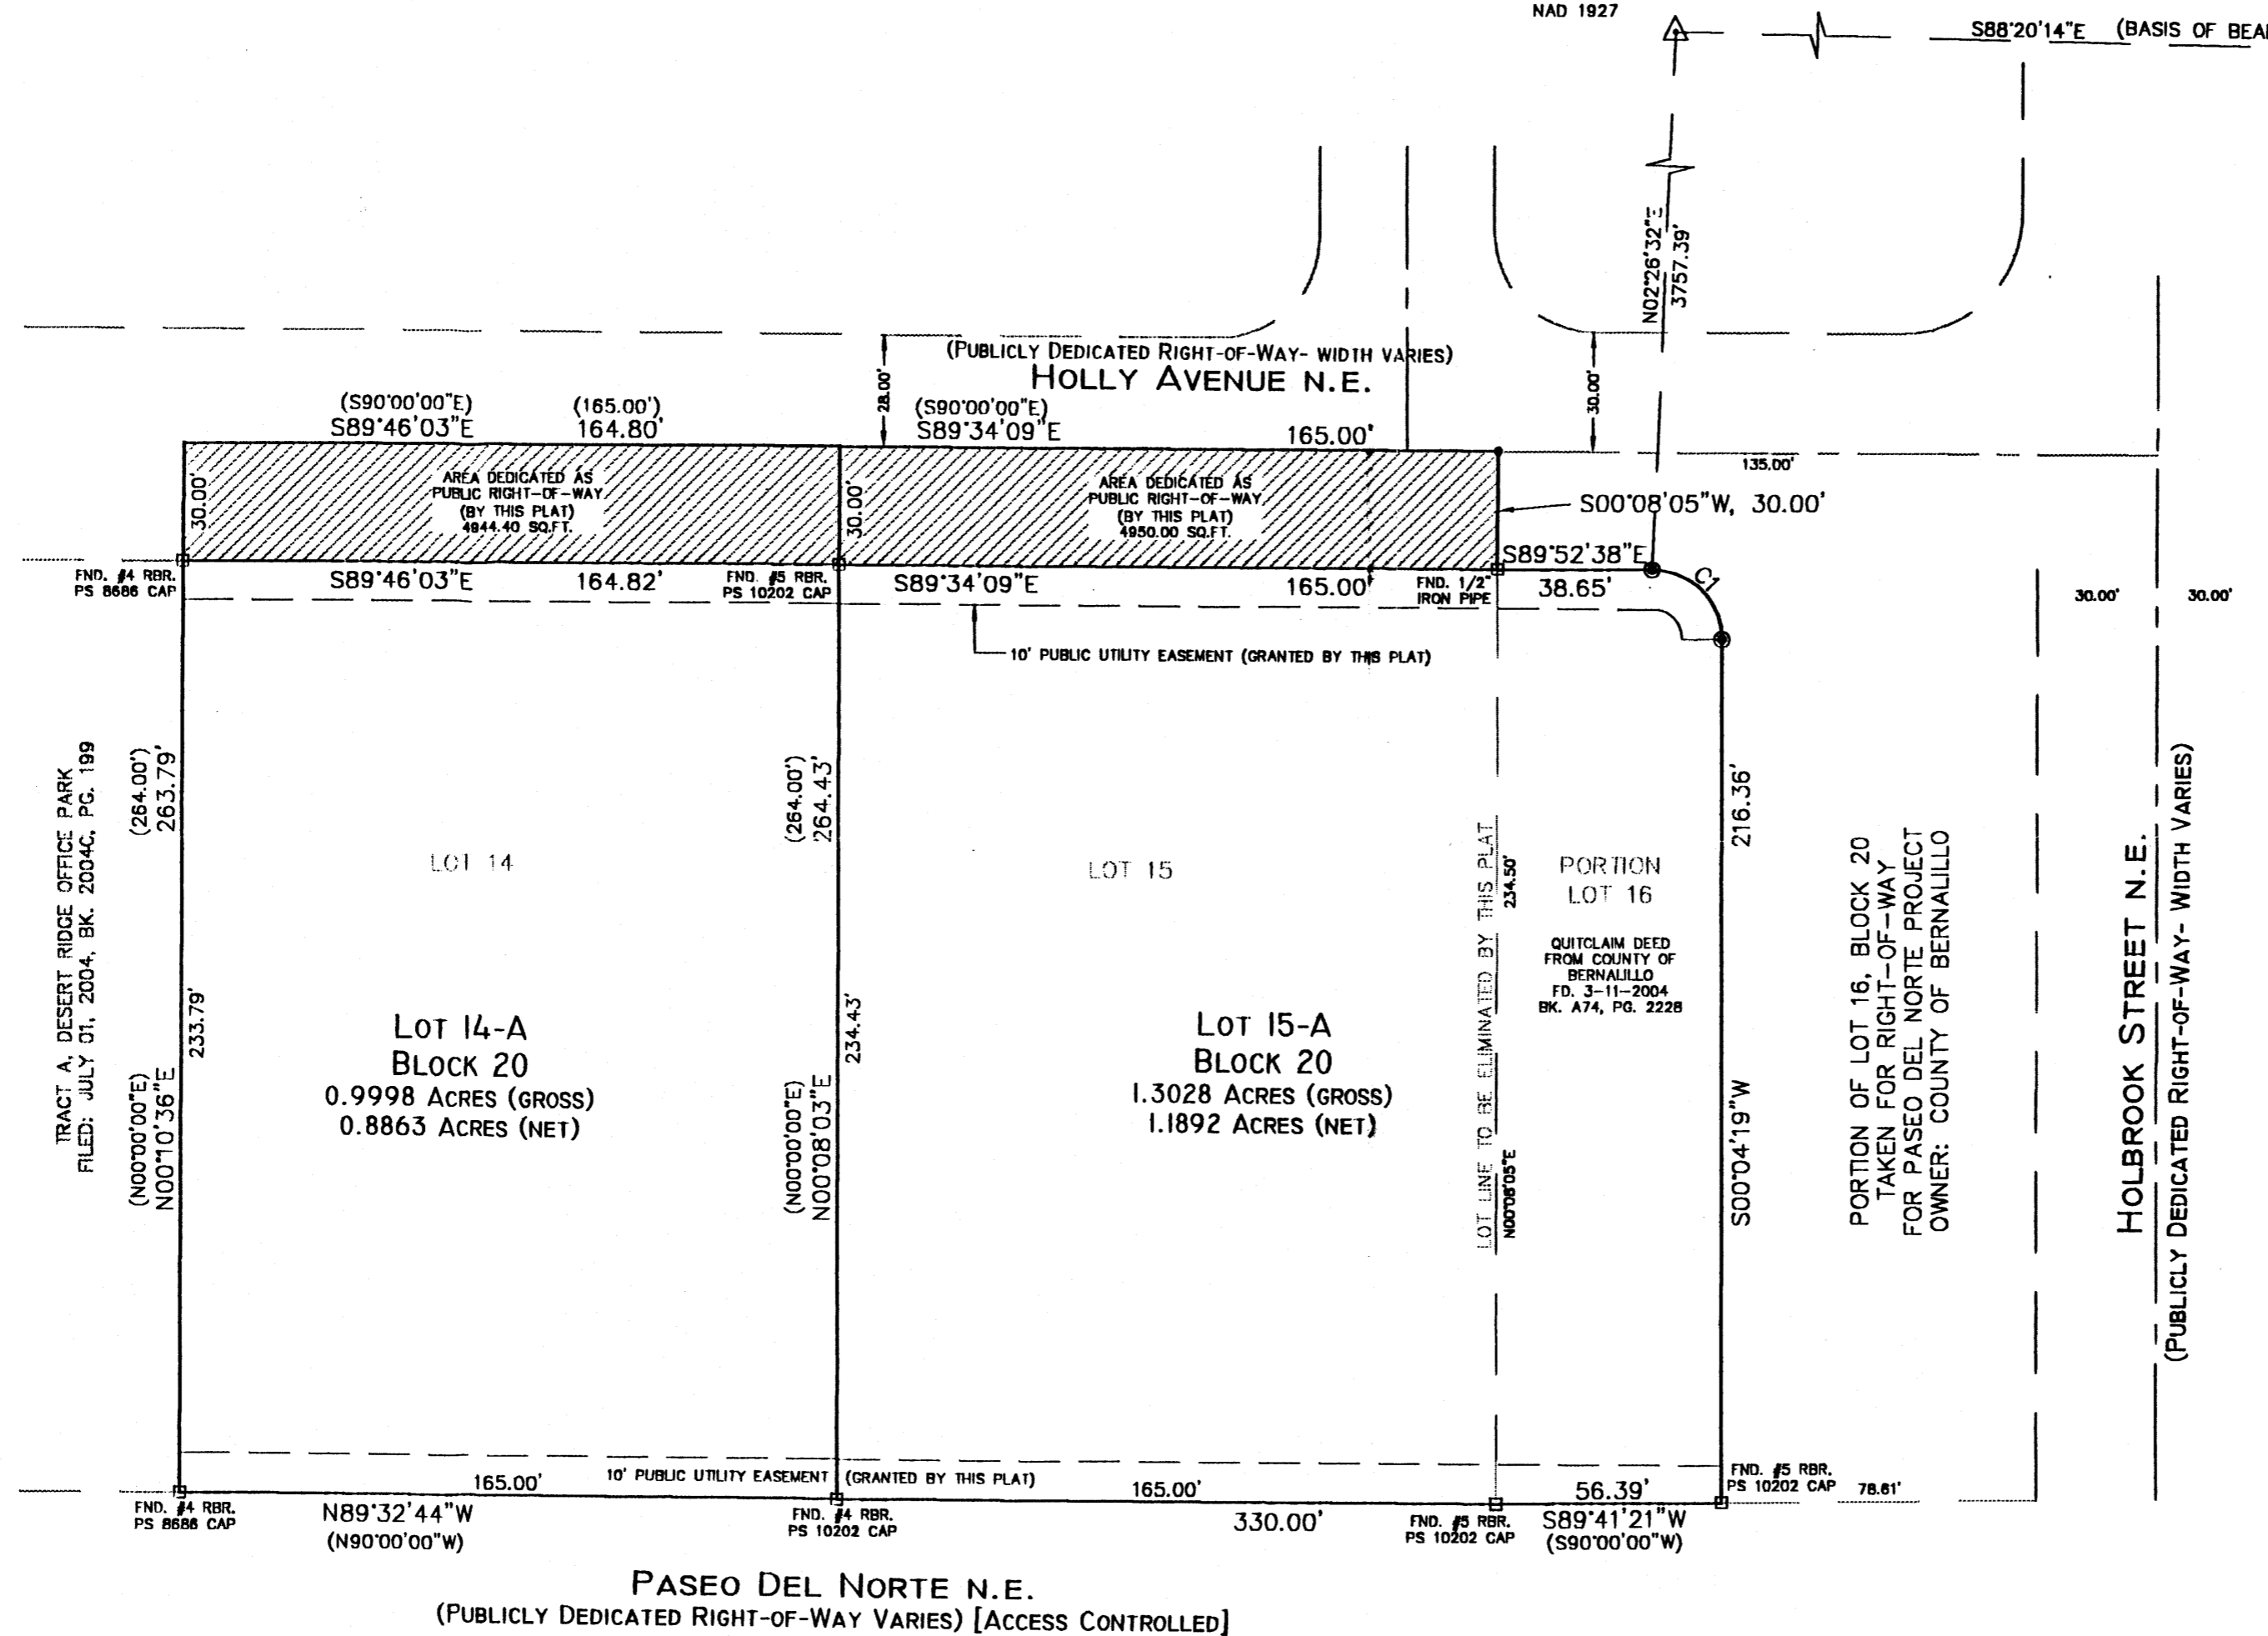 NAD 1927
S88°20'14"E (BASIS OF BEA
N02°26'32"E
3757.39'
(PUBLICLY DEDICATED RIGHT-OF-WAY- WIDTH VARIES)
HOLLY AVENUE N.E.
28.00'
30.00'
(S90°00'00"E) (165.00')
S89°46'03"E 164.80'
(S90°00'00"E)
S89°34'09"E 165.00'
135.00'
30.00'
AREA DEDICATED AS
PUBLIC RIGHT-OF-WAY
(BY THIS PLAT)
4944.40 SQ.FT.
30.00'
AREA DEDICATED AS
PUBLIC RIGHT-OF-WAY
(BY THIS PLAT)
4950.00 SQ.FT.
S00°08'05"W, 30.00'
S89°52'38"E
38.65'
C1
FND. #4 RBR.
PS 8686 CAP
S89°46'03"E 164.82'
FND. #5 RBR.
PS 10202 CAP
S89°34'09"E 165.00'
FND. 1/2"
IRON PIPE
30.00' 30.00'
10' PUBLIC UTILITY EASEMENT (GRANTED BY THIS PLAT)
TRACT A, DESERT RIDGE OFFICE PARK
FILED: JULY 01, 2004, BK. 2004C, PG. 199
(264.00')
263.79'
233.79'
(N00°00'00"E)
N00°10'36"E
LOT 14
LOT 14-A
BLOCK 20
0.9998 ACRES (GROSS)
0.8863 ACRES (NET)
(264.00')
264.43'
234.43'
(N00°00'00"E)
N00°08'03"E
LOT 15
LOT 15-A
BLOCK 20
1.3028 ACRES (GROSS)
1.1892 ACRES (NET)
LOT LINE TO BE ELIMINATED BY THIS PLAT
234.50'
N00°08'05"E
PORTION
LOT 16
QUITCLAIM DEED
FROM COUNTY OF
BERNALILLO
FD. 3-11-2004
BK. A74, PG. 2228
216.36'
S00°04'19"W
PORTION OF LOT 16, BLOCK 20
TAKEN FOR RIGHT-OF-WAY
FOR PASEO DEL NORTE PROJECT
OWNER: COUNTY OF BERNALILLO
HOLBROOK STREET N.E.
(PUBLICLY DEDICATED RIGHT-OF-WAY- WIDTH VARIES)
10' PUBLIC UTILITY EASEMENT (GRANTED BY THIS PLAT)
165.00'
165.00'
56.39'
FND. #5 RBR.
PS 10202 CAP
78.61'
FND. #4 RBR.
PS 8686 CAP
N89°32'44"W
(N90°00'00"W)
FND. #4 RBR.
PS 10202 CAP
330.00'
FND. #5 RBR.
PS 10202 CAP
S89°41'21"W
(S90°00'00"W)
PASEO DEL NORTE N.E.
(PUBLICLY DEDICATED RIGHT-OF-WAY VARIES) [ACCESS CONTROLLED]